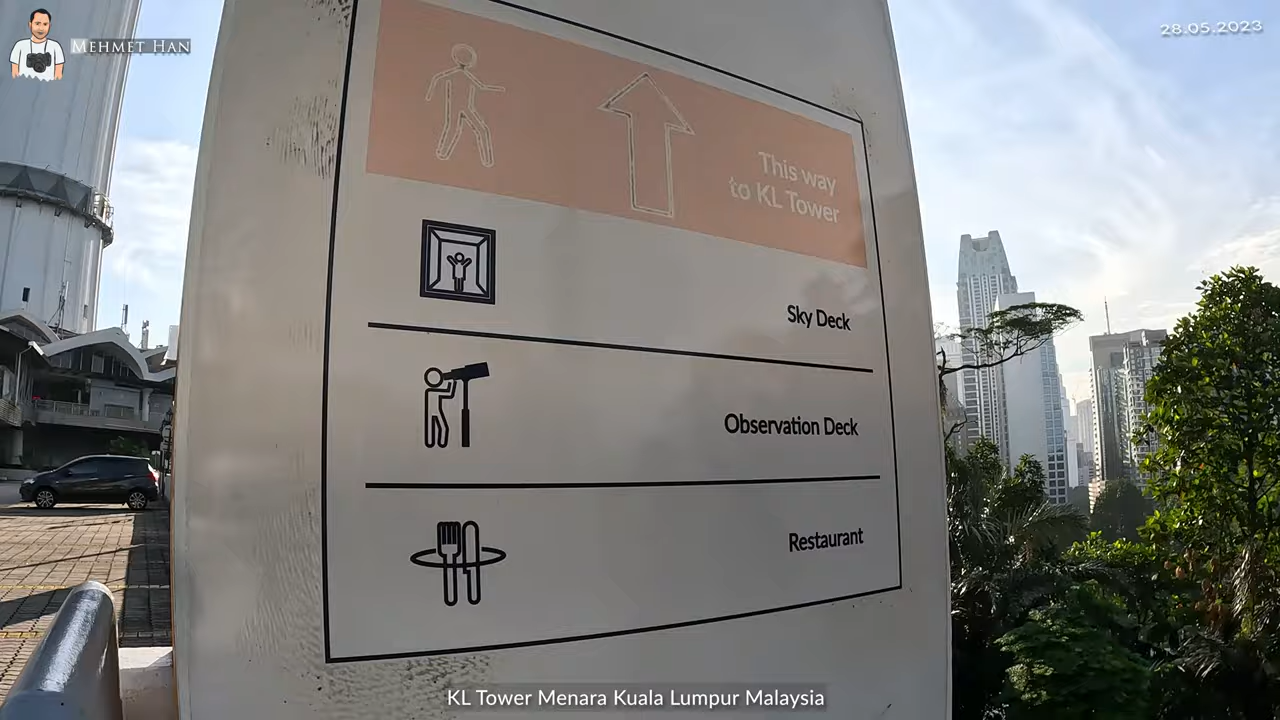 MEHMET HAN
28.05.2023
This way
to KL Tower
Sky Deck
Observation Deck
Restaurant
KL Tower Menara Kuala Lumpur Malaysia